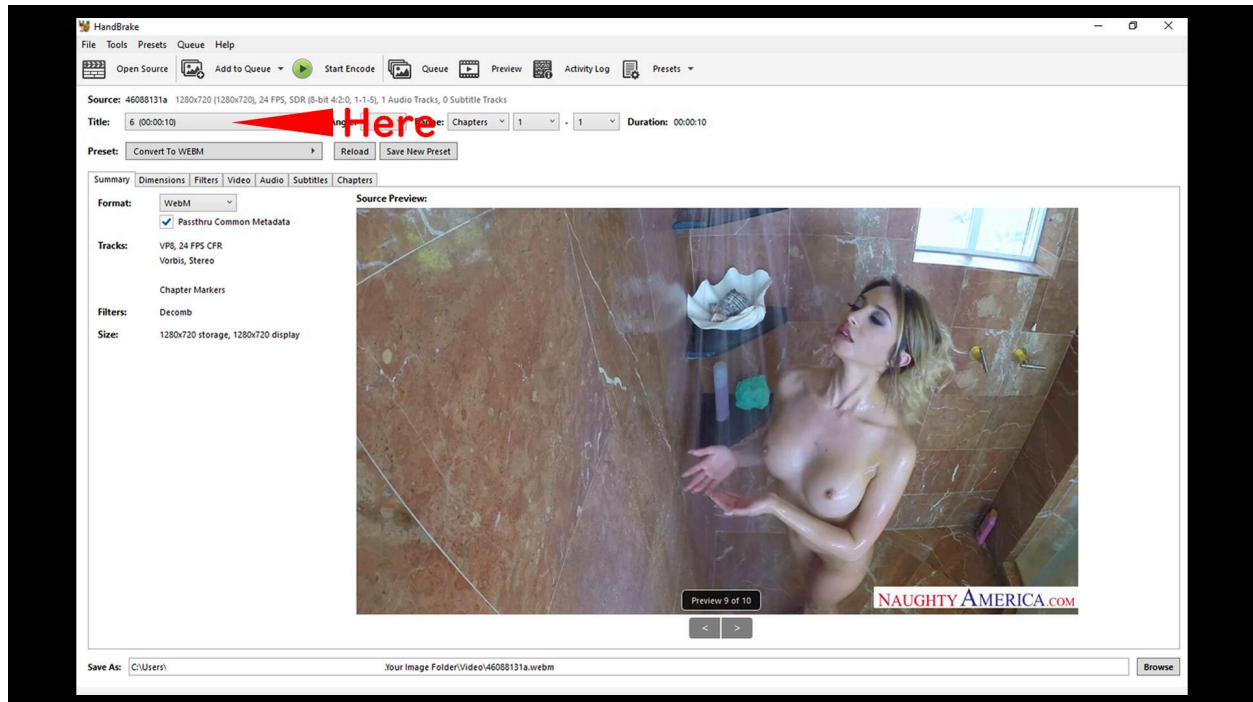 HandBrake
File Tools Presets Queue Help
Open Source Add to Queue Start Encode Queue Preview Activity Log Presets
Source: 46088131a 1280x720 (1280x720), 24 FPS, SDR (8-bit 4:2:0, 1-1-5), 1 Audio Tracks, 0 Subtitle Tracks
Title: 6 (00:00:10) Here Chapters 1 - 1 Duration: 00:00:10
Preset: Convert To WEBM Reload Save New Preset
Summary Dimensions Filters Video Audio Subtitles Chapters
Format: WebM
Source Preview:
Passthru Common Metadata
Tracks: VP8, 24 FPS CFR
Vorbis, Stereo
Chapter Markers
Filters: Decomb
Size: 1280x720 storage, 1280x720 display
Preview 9 of 10
NAUGHTY AMERICA.COM
< >
Save As: C:\Users\ .Your Image Folder\Video\46088131a.webm Browse